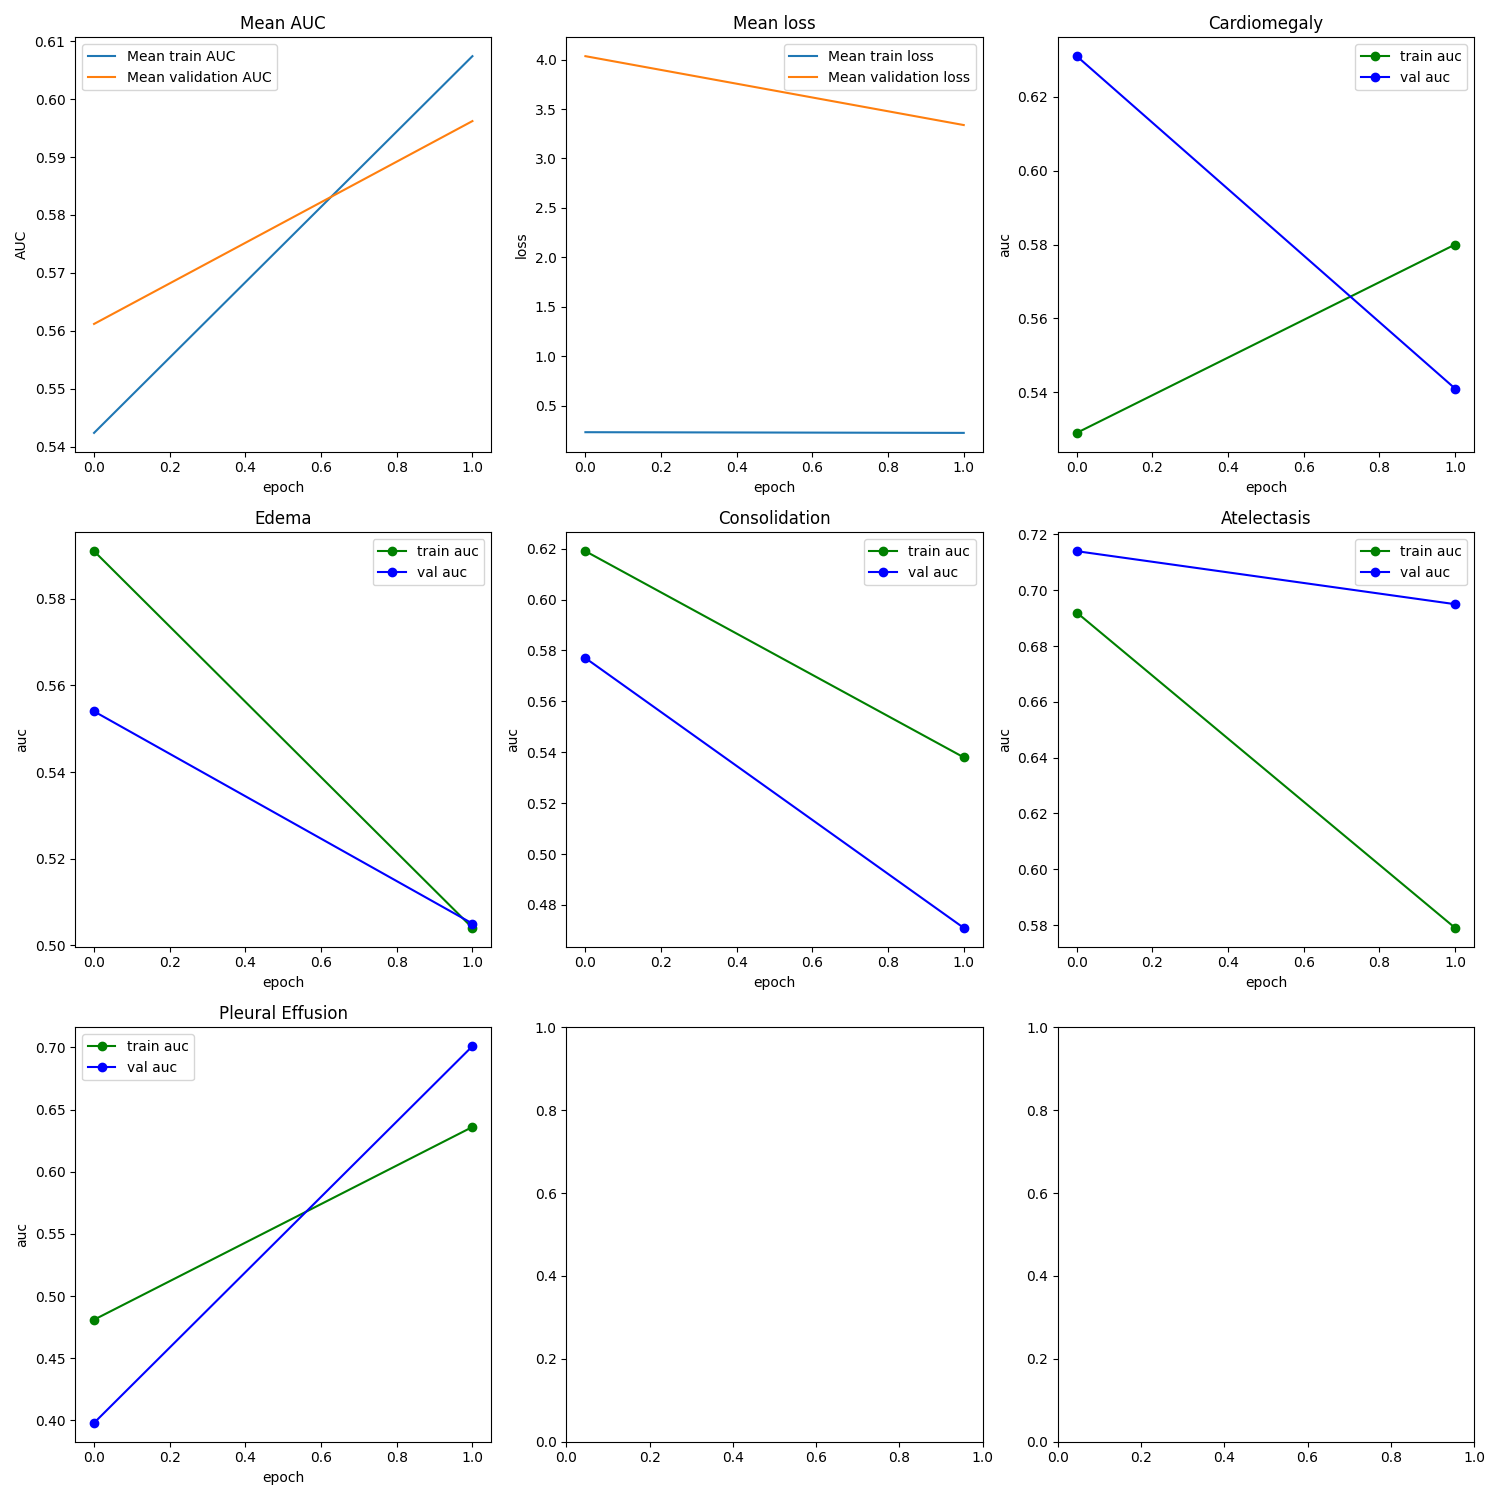 Mean AUC
Mean train AUC
Mean validation AUC
0.61
0.60
0.59
0.58
0.57
0.56
0.55
0.54
AUC
0.0 0.2 0.4 0.6 0.8 1.0
epoch
Mean loss
Mean train loss
Mean validation loss
4.0
3.5
3.0
2.5
2.0
1.5
1.0
0.5
loss
0.0 0.2 0.4 0.6 0.8 1.0
epoch
Cardiomegaly
train auc
val auc
0.62
0.60
0.58
0.56
0.54
auc
0.0 0.2 0.4 0.6 0.8 1.0
epoch
Edema
train auc
val auc
0.58
0.56
0.54
0.52
0.50
auc
0.0 0.2 0.4 0.6 0.8 1.0
epoch
Consolidation
train auc
val auc
0.62
0.60
0.58
0.56
0.54
0.52
0.50
0.48
auc
0.0 0.2 0.4 0.6 0.8 1.0
epoch
Atelectasis
train auc
val auc
0.72
0.70
0.68
0.66
0.64
0.62
0.60
0.58
auc
0.0 0.2 0.4 0.6 0.8 1.0
epoch
Pleural Effusion
train auc
val auc
0.70
0.65
0.60
0.55
0.50
0.45
0.40
auc
0.0 0.2 0.4 0.6 0.8 1.0
epoch
1.0
0.8
0.6
0.4
0.2
0.0
0.0 0.2 0.4 0.6 0.8 1.0
1.0
0.8
0.6
0.4
0.2
0.0
0.0 0.2 0.4 0.6 0.8 1.0